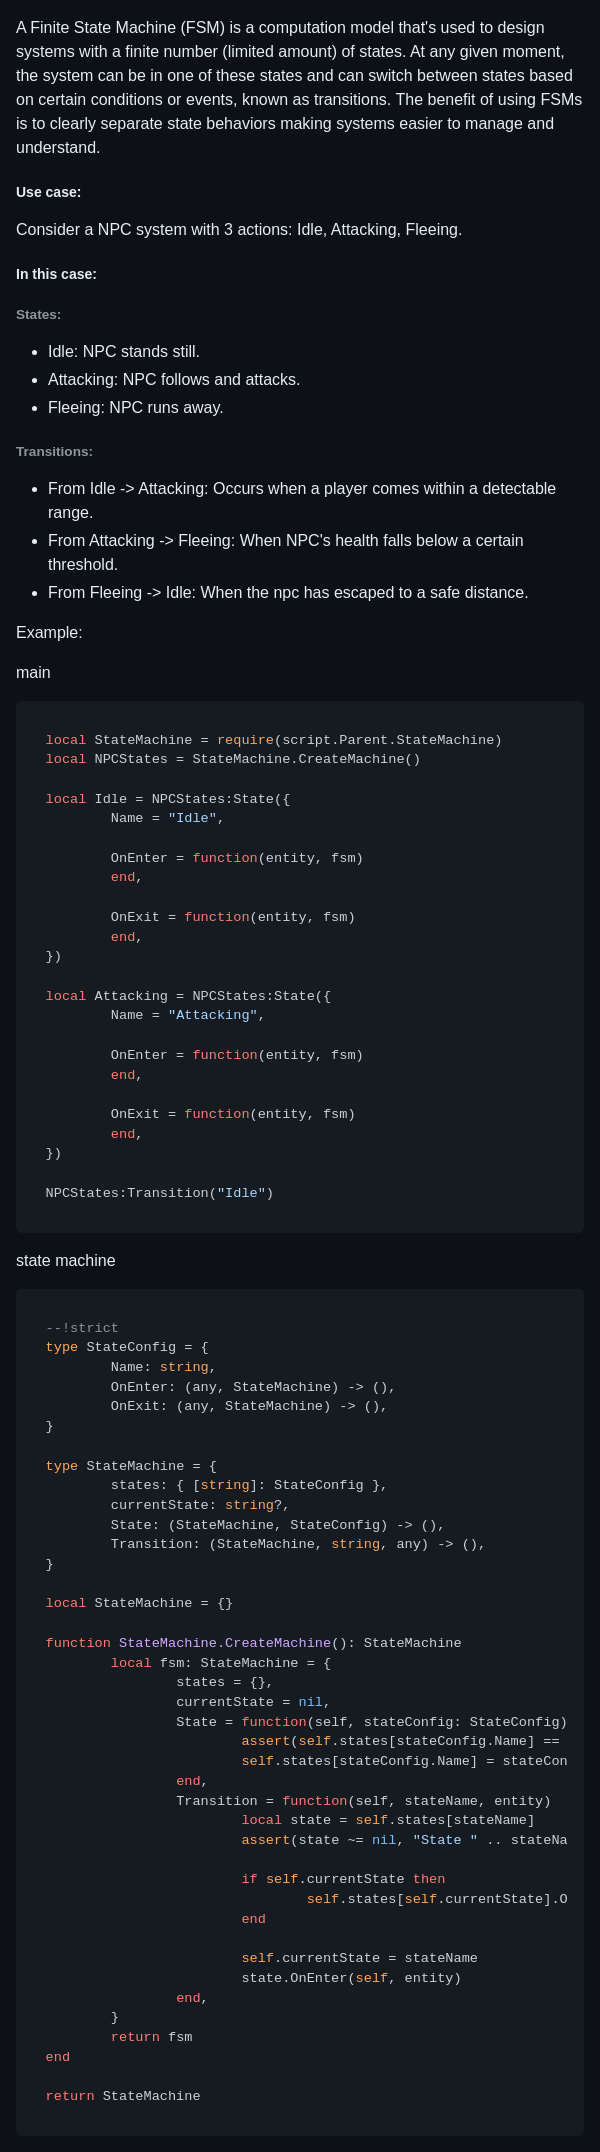 A Finite State Machine (FSM) is a computation model that's used to design
systems with a finite number (limited amount) of states. At any given moment,
the system can be in one of these states and can switch between states based
on certain conditions or events, known as transitions. The benefit of using FSMs
is to clearly separate state behaviors making systems easier to manage and
understand.
Use case:
Consider a NPC system with 3 actions: Idle, Attacking, Fleeing.
In this case:
States:
• Idle: NPC stands still.
• Attacking: NPC follows and attacks.
• Fleeing: NPC runs away.
Transitions:
• From Idle -> Attacking: Occurs when a player comes within a detectable
range.
• From Attacking -> Fleeing: When NPC's health falls below a certain
threshold.
• From Fleeing -> Idle: When the npc has escaped to a safe distance.
Example:
main
local StateMachine = require(script.Parent.StateMachine)
local NPCStates = StateMachine.CreateMachine()
local Idle = NPCStates:State({
Name = "Idle",
OnEnter = function(entity, fsm)
end,
OnExit = function(entity, fsm)
end,
})
local Attacking = NPCStates:State({
Name = "Attacking",
OnEnter = function(entity, fsm)
end,
OnExit = function(entity, fsm)
end,
})
NPCStates:Transition("Idle")
state machine
--!strict
type StateConfig = {
Name: string,
OnEnter: (any, StateMachine) -> (),
OnExit: (any, StateMachine) -> (),
}
type StateMachine = {
states: { [string]: StateConfig },
currentState: string?,
State: (StateMachine, StateConfig) -> (),
Transition: (StateMachine, string, any) -> (),
}
local StateMachine = {}
function StateMachine.CreateMachine(): StateMachine
local fsm: StateMachine = {
states = {},
currentState = nil,
State = function(self, stateConfig: StateConfig)
assert(self.states[stateConfig.Name] ==
self.states[stateConfig.Name] = stateCon
end,
Transition = function(self, stateName, entity)
local state = self.states[stateName]
assert(state ~= nil, "State " .. stateNa
if self.currentState then
self.states[self.currentState].O
end
self.currentState = stateName
state.OnEnter(self, entity)
end,
}
return fsm
end
return StateMachine